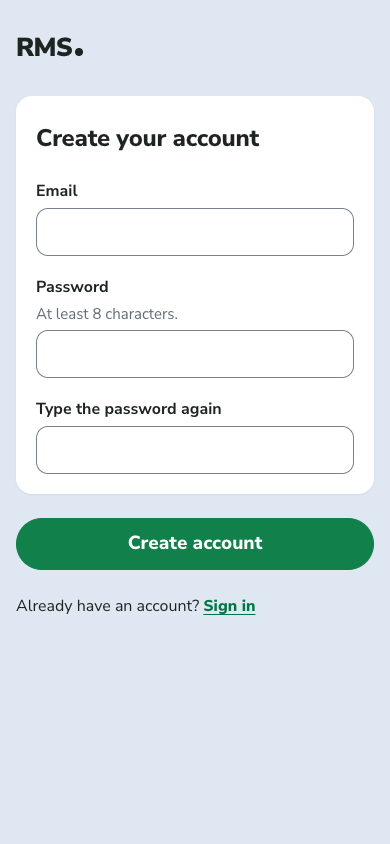 RMS.
Create your account
Email
Password
At least 8 characters.
Type the password again
Create account
Already have an account? Sign in